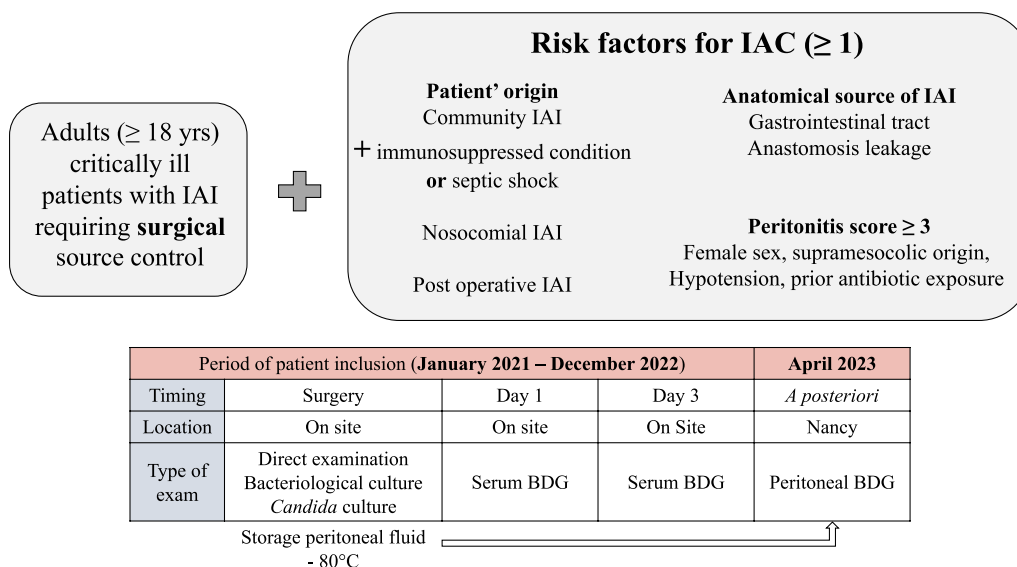 Adults (≥ 18 yrs)
critically ill
patients with IAI
requiring surgical
source control
Risk factors for IAC (≥ 1)
Patient' origin
Community IAI
+ immunosuppressed condition
or septic shock
Nosocomial IAI
Post operative IAI
Anatomical source of IAI
Gastrointestinal tract
Anastomosis leakage
Peritonitis score ≥ 3
Female sex, supramesocolic origin,
Hypotension, prior antibiotic exposure
Period of patient inclusion (January 2021 – December 2022) April 2023
Timing Surgery Day 1 Day 3 A posteriori
Location On site On site On Site Nancy
Type of exam Direct examination Bacteriological culture Candida culture Serum BDG Serum BDG Peritoneal BDG
Storage peritoneal fluid
- 80°C